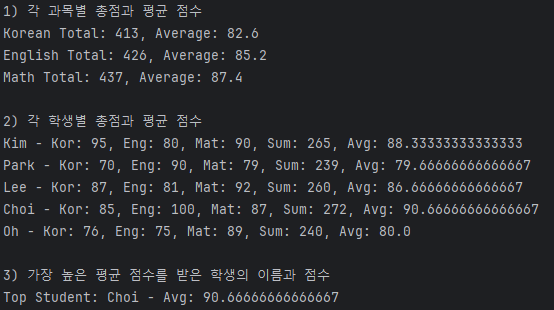 1) 각 과목별 총점과 평균 점수
Korean Total: 413, Average: 82.6
English Total: 426, Average: 85.2
Math Total: 437, Average: 87.4
2) 각 학생별 총점과 평균 점수
Kim - Kor: 95, Eng: 80, Mat: 90, Sum: 265, Avg: 88.33333333333333
Park - Kor: 70, Eng: 90, Mat: 79, Sum: 239, Avg: 79.66666666666667
Lee - Kor: 87, Eng: 81, Mat: 92, Sum: 260, Avg: 86.66666666666667
Choi - Kor: 85, Eng: 100, Mat: 87, Sum: 272, Avg: 90.66666666666667
Oh - Kor: 76, Eng: 75, Mat: 89, Sum: 240, Avg: 80.0
3) 가장 높은 평균 점수를 받은 학생의 이름과 점수
Top Student: Choi - Avg: 90.66666666666667